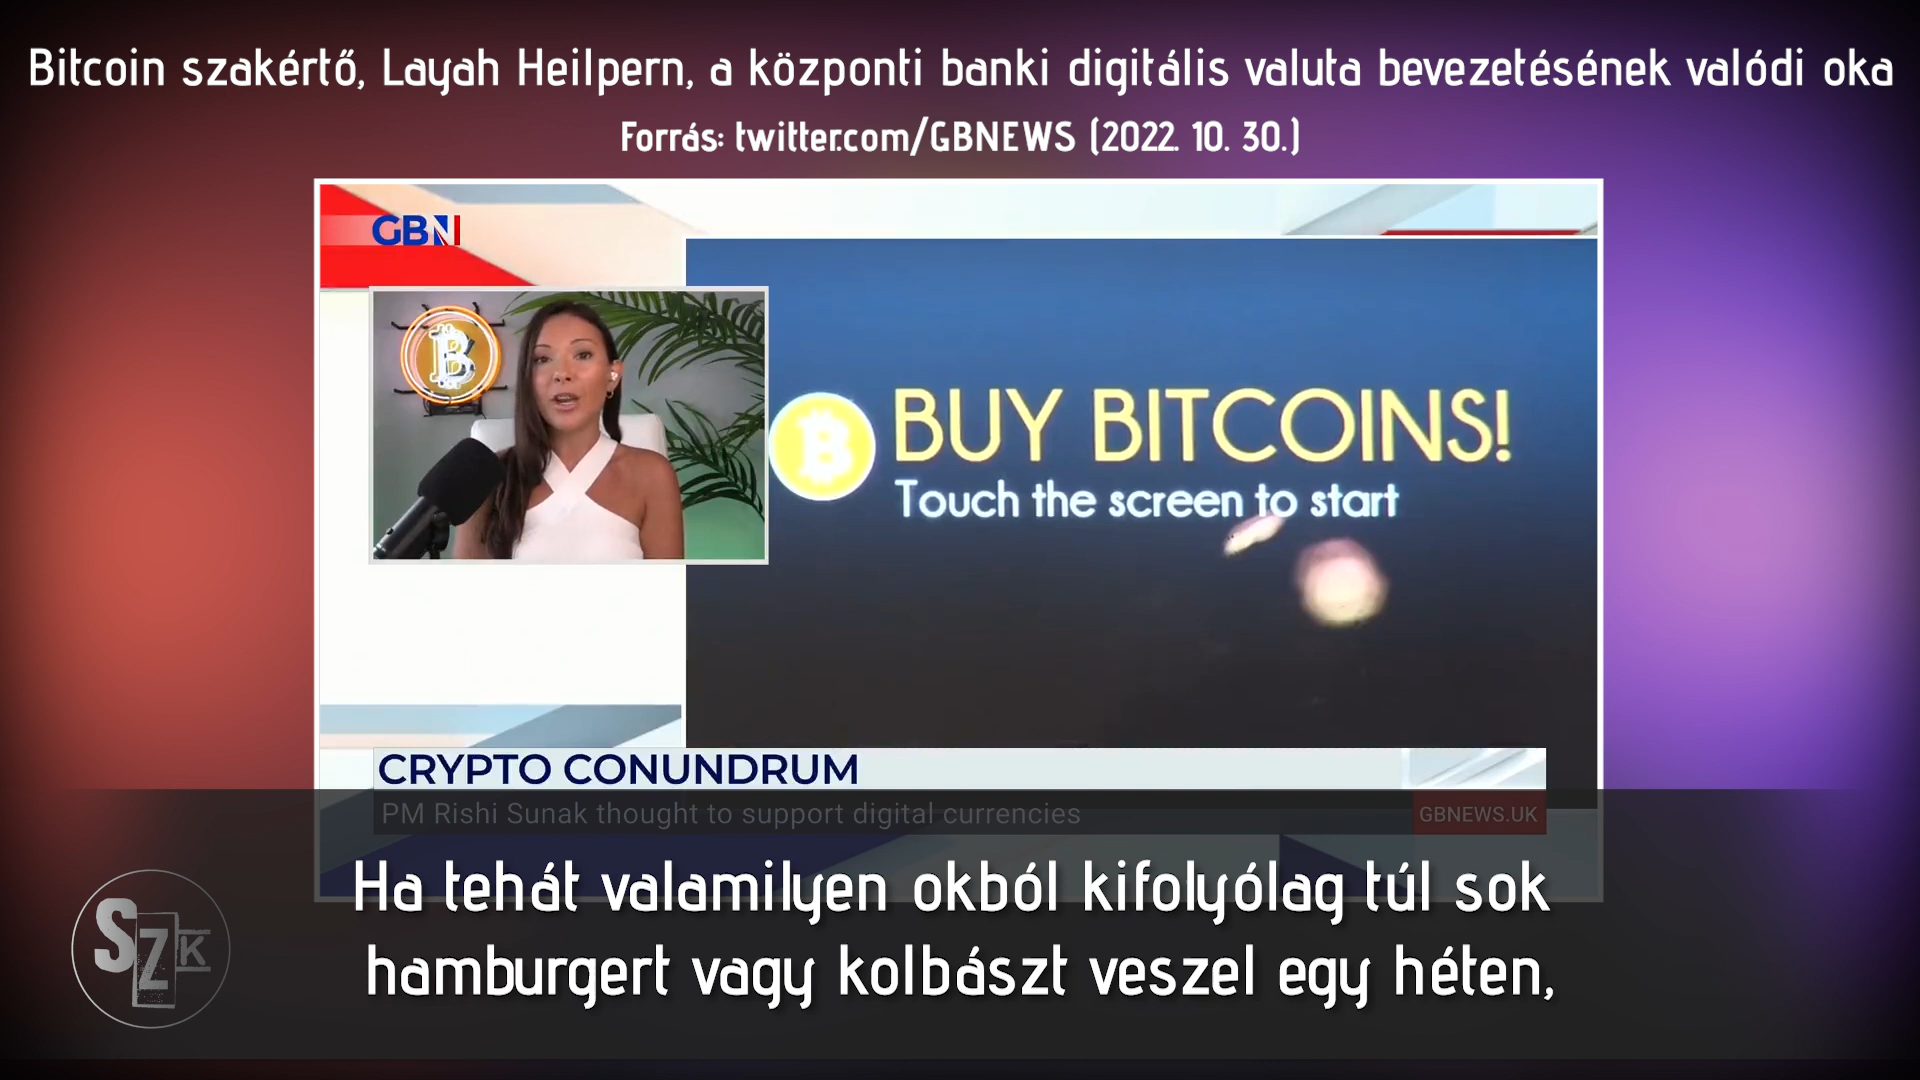 Bitcoin szakértő, Layah Heilpern, a központi banki digitális valuta bevezetésének valódi oka
Forrás: twitter.com/GBNEWS (2022. 10. 30.)
GBN
BUY BITCOINS!
Touch the screen to start
CRYPTO CONUNDRUM
PM Rishi Sunak thought to support digital currencies
GBNEWS.UK
Ha tehát valamilyen okból kifolyólag túl sok
hamburgert vagy kolbászt veszel egy héten,
SZK